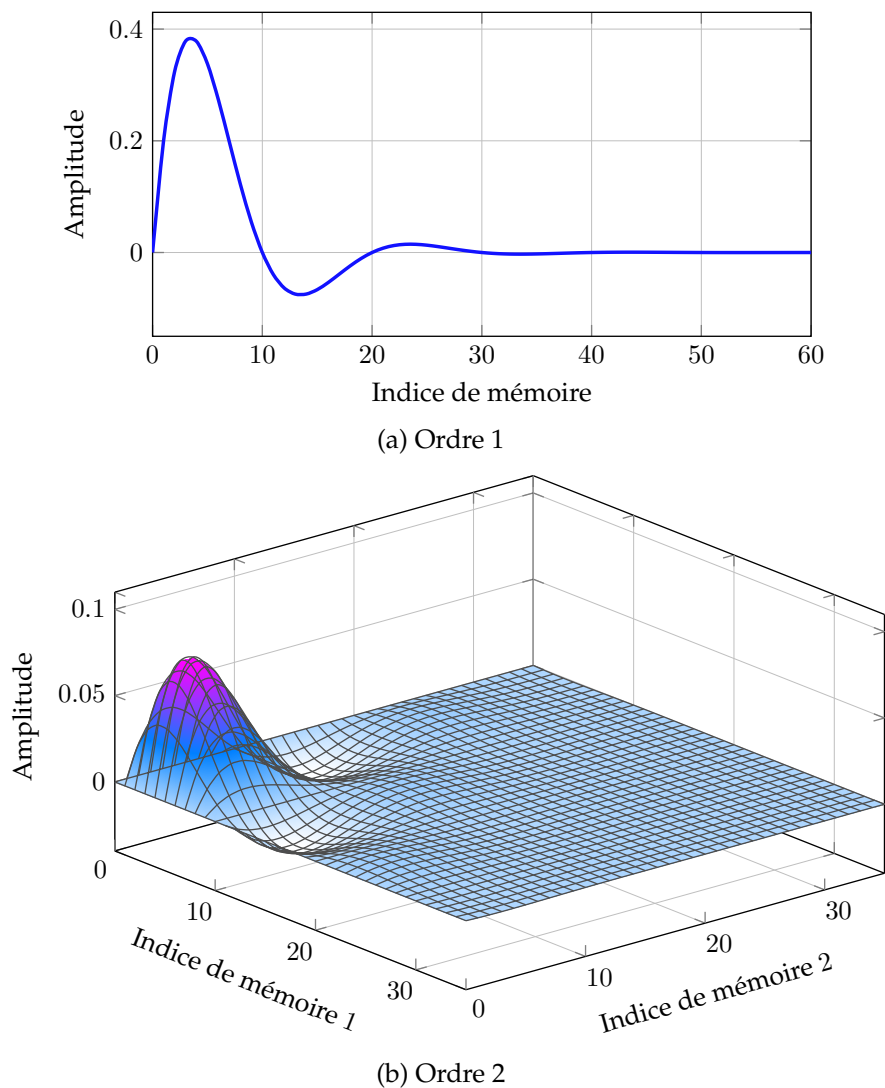 0.4
0.2
0
Amplitude
0 10 20 30 40 50 60
Indice de mémoire
(a) Ordre 1
0.1
0.05
0
Amplitude
0
10
20
30
Indice de mémoire 1
0
10
20
30
Indice de mémoire 2
(b) Ordre 2